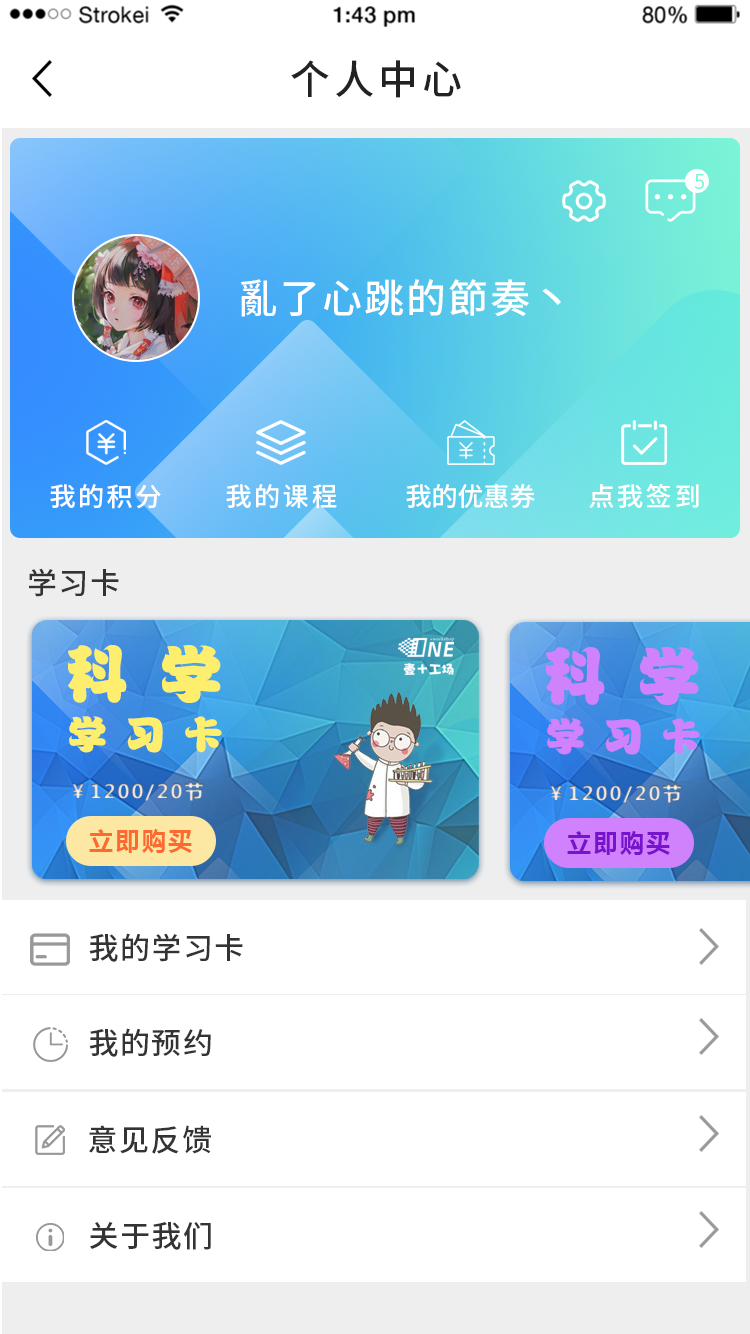 Strokei 1:43 pm 80%
个人中心
5
亂了心跳的節奏丶
我的积分 我的课程 我的优惠券 点我签到
学习卡
ONE
壹十工场
科学
学习卡
¥1200/20节
立即购买
科学
学习卡
¥1200/20节
立即购买
我的学习卡
我的预约
意见反馈
关于我们